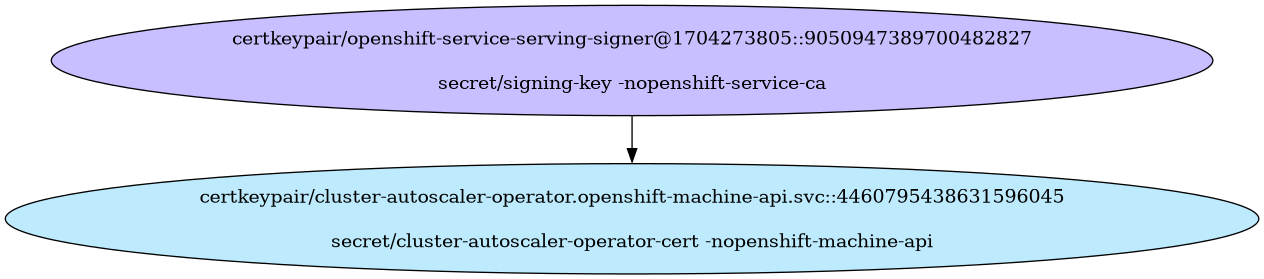 certkeypair/openshift-service-serving-signer@1704273805::9050947389700482827
secret/signing-key -nopenshift-service-ca
certkeypair/cluster-autoscaler-operator.openshift-machine-api.svc::4460795438631596045
secret/cluster-autoscaler-operator-cert -nopenshift-machine-api